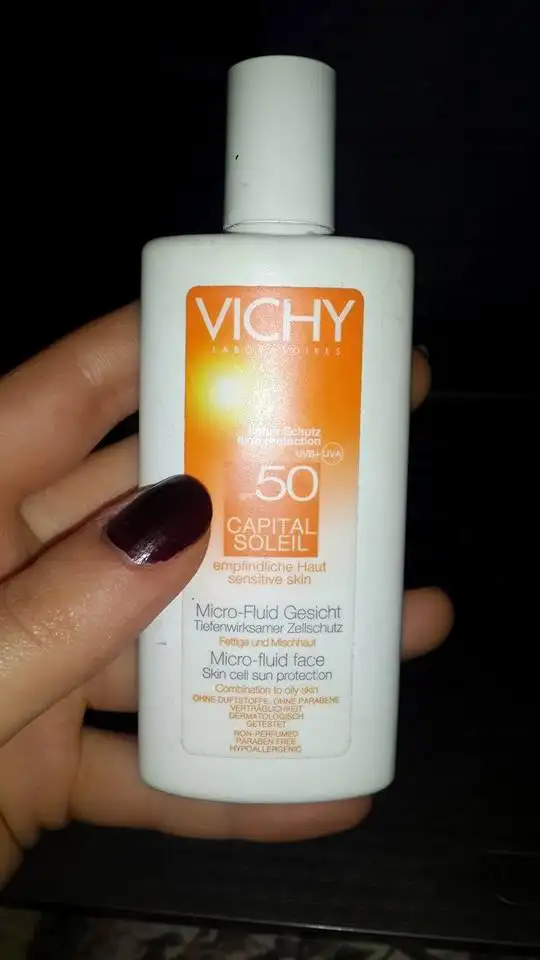 VICHY
LABORATOIRES
Hoher Schutz
high protection
UVB+UVA
50
CAPITAL
SOLEIL
empfindliche Haut
sensitive skin
Micro-Fluid Gesicht
Tiefenwirksamer Zellschutz
Fettige und Mischhaut
Micro-fluid face
Skin cell sun protection
Combination to oily skin
OHNE DUFTSTOFFE, OHNE PARABENE
VERTRÄGLICHKEIT
DERMATOLOGISCH
GETESTET
NON-PERFUMED
PARABEN FREE
HYPOALLERGENIC